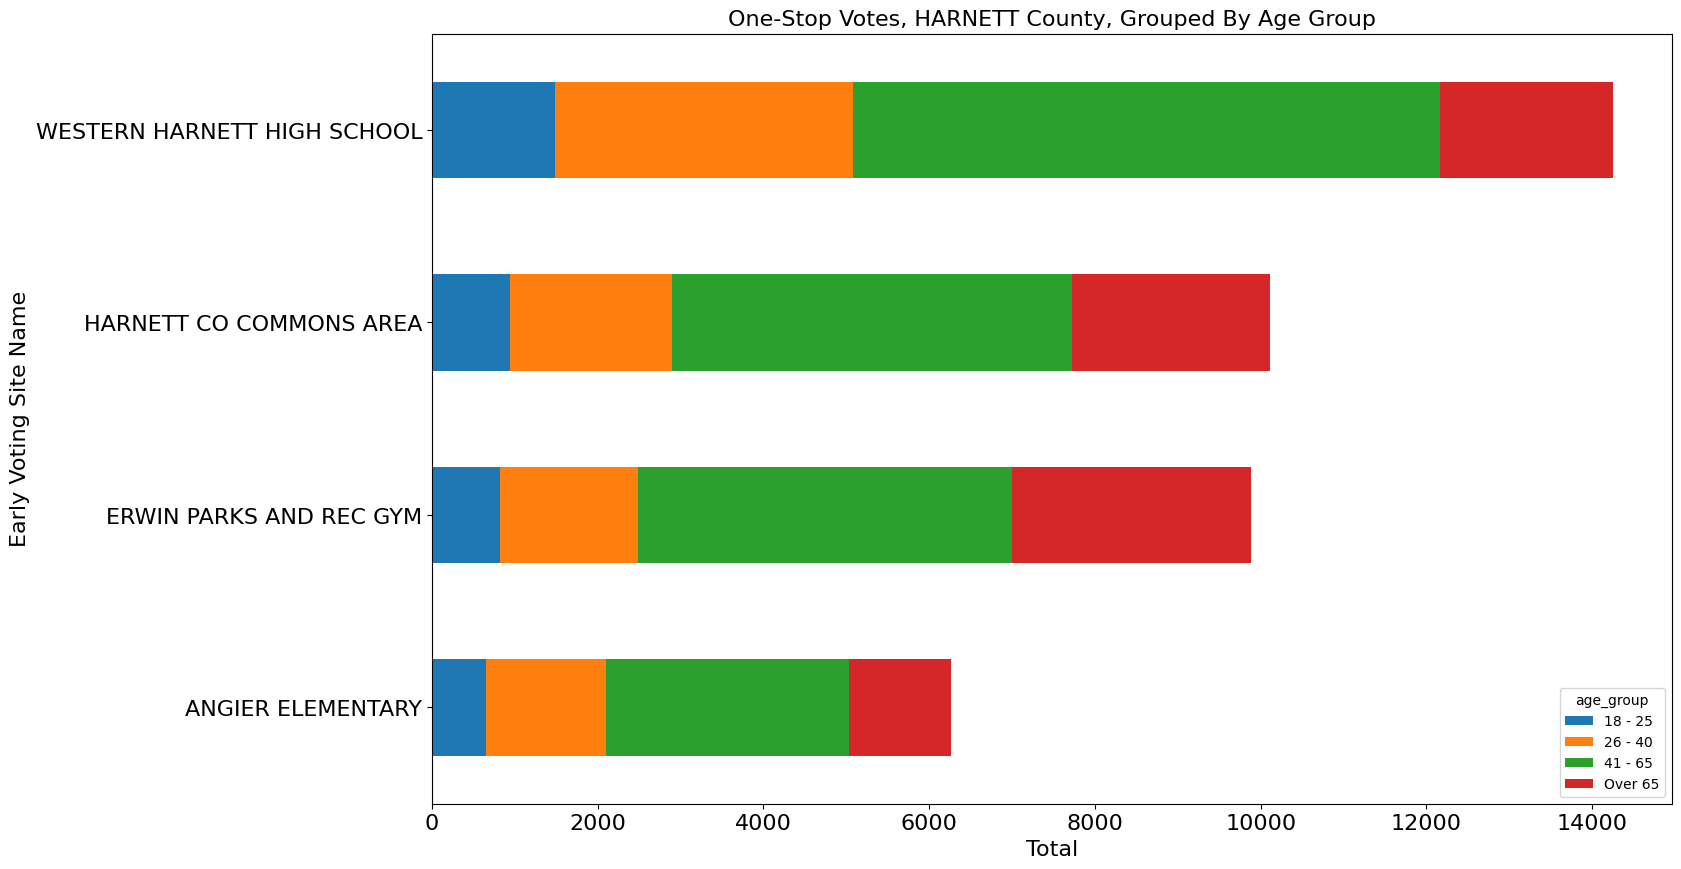 One-Stop Votes, HARNETT County, Grouped By Age Group
Early Voting Site Name
WESTERN HARNETT HIGH SCHOOL
HARNETT CO COMMONS AREA
ERWIN PARKS AND REC GYM
ANGIER ELEMENTARY
age_group
18 - 25
26 - 40
41 - 65
Over 65
0 2000 4000 6000 8000 10000 12000 14000
Total